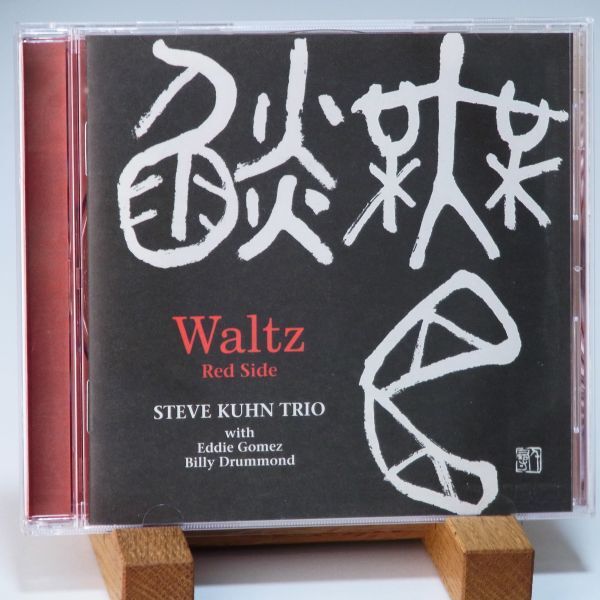 Waltz
Red Side
STEVE KUHN TRIO
with
Eddie Gomez
Billy Drummond